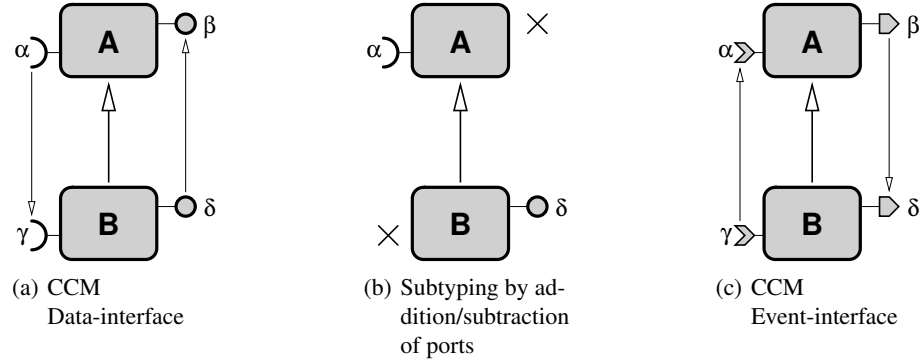 α A β
γ B δ
(a) CCM
Data-interface
α A
B δ
(b) Subtyping by ad-
dition/subtraction
of ports
α A β
γ B δ
(c) CCM
Event-interface